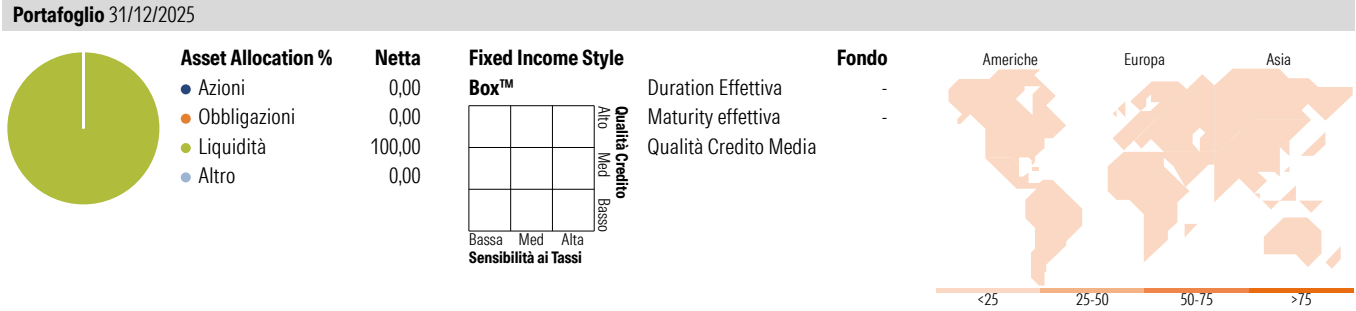 Portafoglio 31/12/2025
Asset Allocation % Netta
Azioni 0,00
Obbligazioni 0,00
Liquidità 100,00
Altro 0,00
Fixed Income Style
Box™
Alto
Med
Basso
Qualità Credito
Bassa Med Alta
Sensibilità ai Tassi
Fondo
Duration Effettiva -
Maturity effettiva -
Qualità Credito Media
Americhe Europa Asia
<25 25-50 50-75 >75